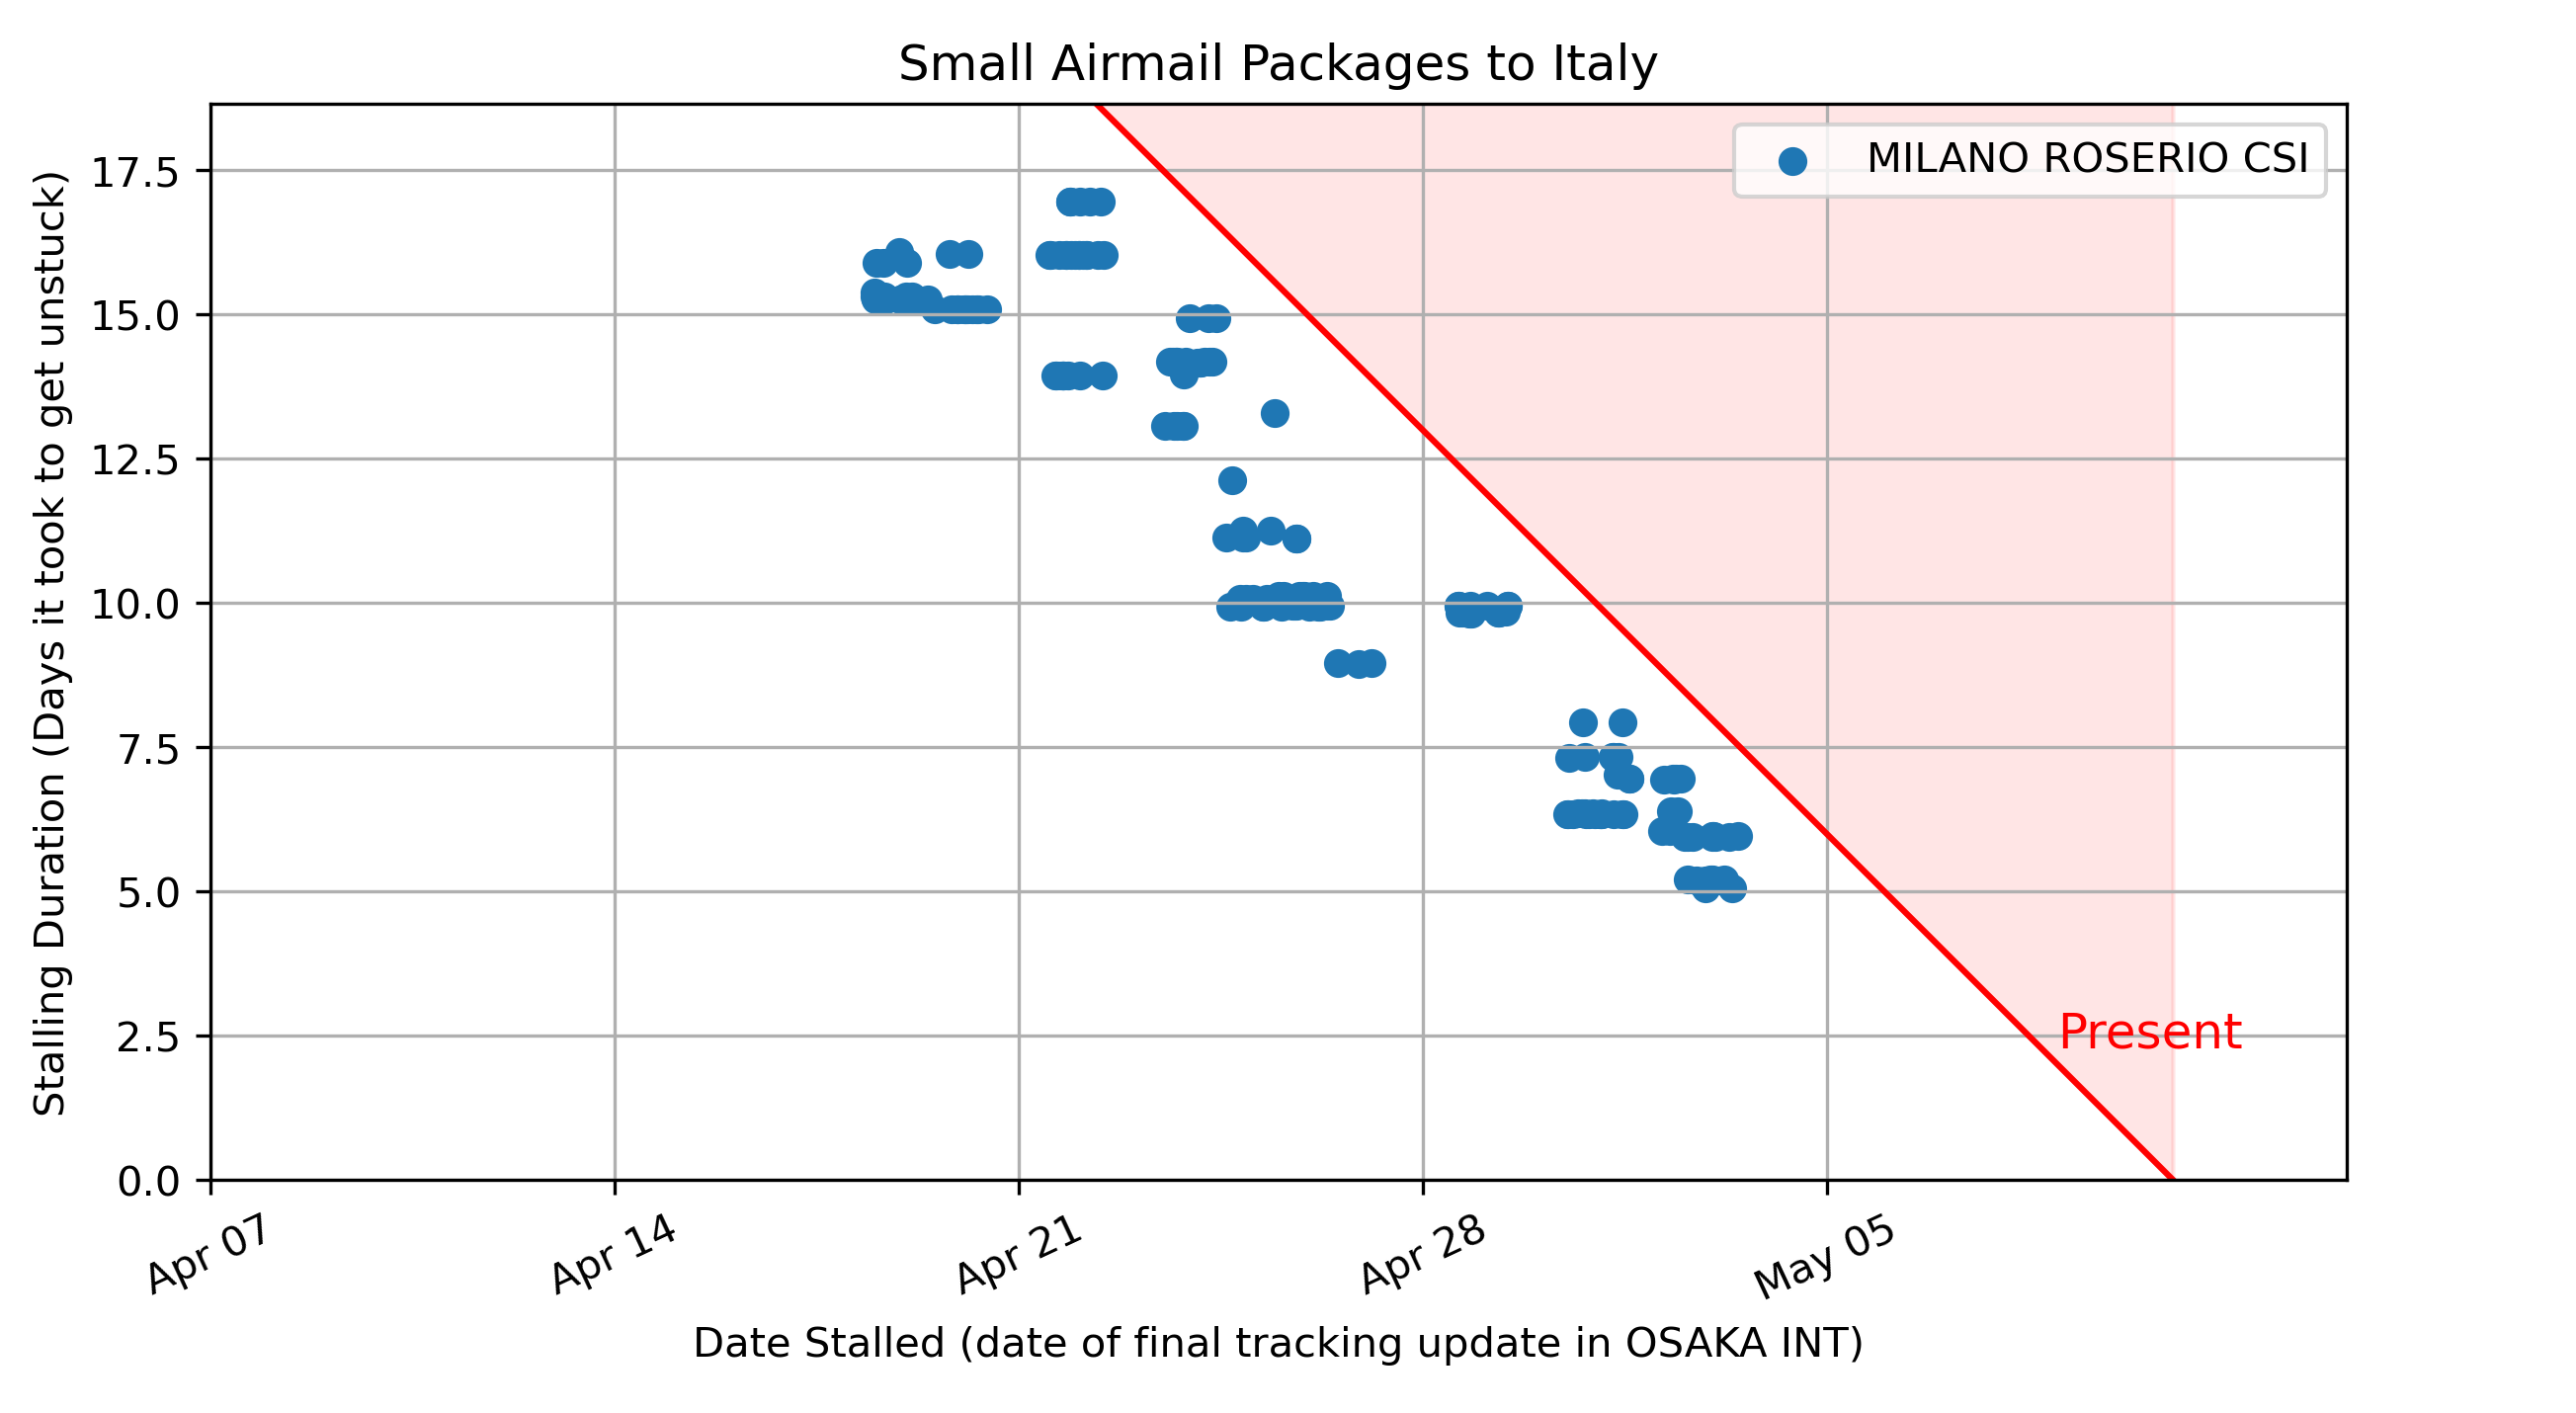 Small Airmail Packages to Italy
MILANO ROSERIO CSI
Stalling Duration (Days it took to get unstuck)
17.5
15.0
12.5
10.0
7.5
5.0
2.5
0.0
Present
Apr 07
Apr 14
Apr 21
Apr 28
May 05
Date Stalled (date of final tracking update in OSAKA INT)